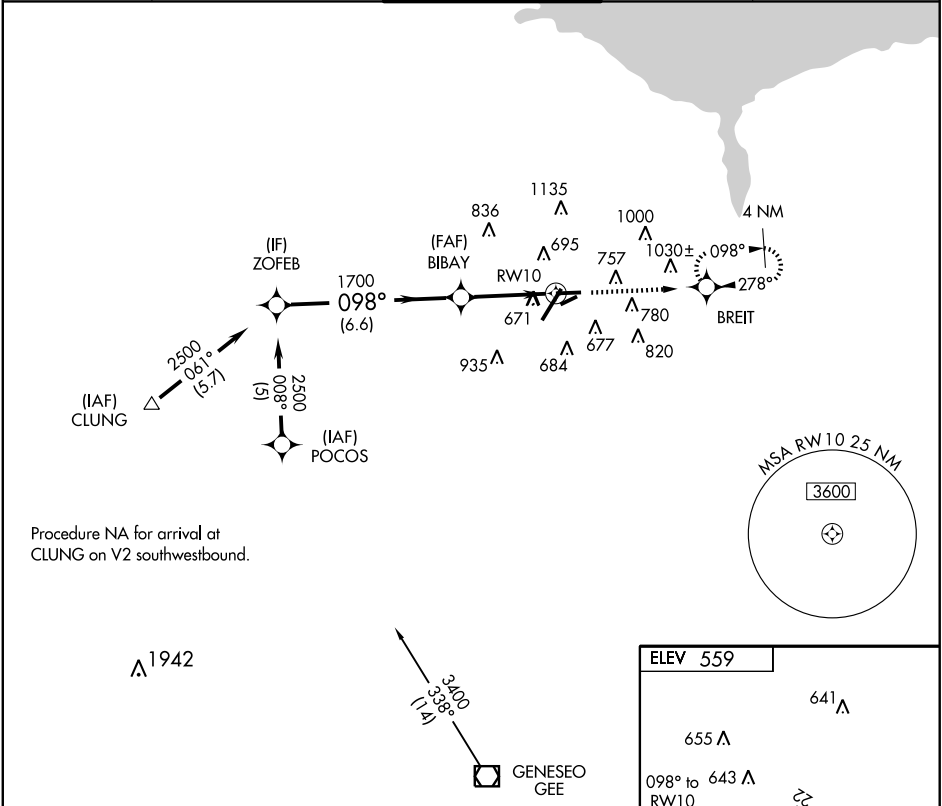 1135
836
1000
4 NM
(IF)
ZOFEB
(FAF)
BIBAY
695
1030±
098°
757
RW10
278°
1700
098°
(6.6)
671
780
BREIT
677
820
935
684
2500
061°
(5.7)
2500
008°
(5)
(IAF)
CLUNG
(IAF)
POCOS
MSA RW10 25 NM
3600
Procedure NA for arrival at
CLUNG on V2 southwestbound.
1942
3400
338°
(14)
GENESEO
GEE
ELEV 559
641
655
098° to
RW10
643
22